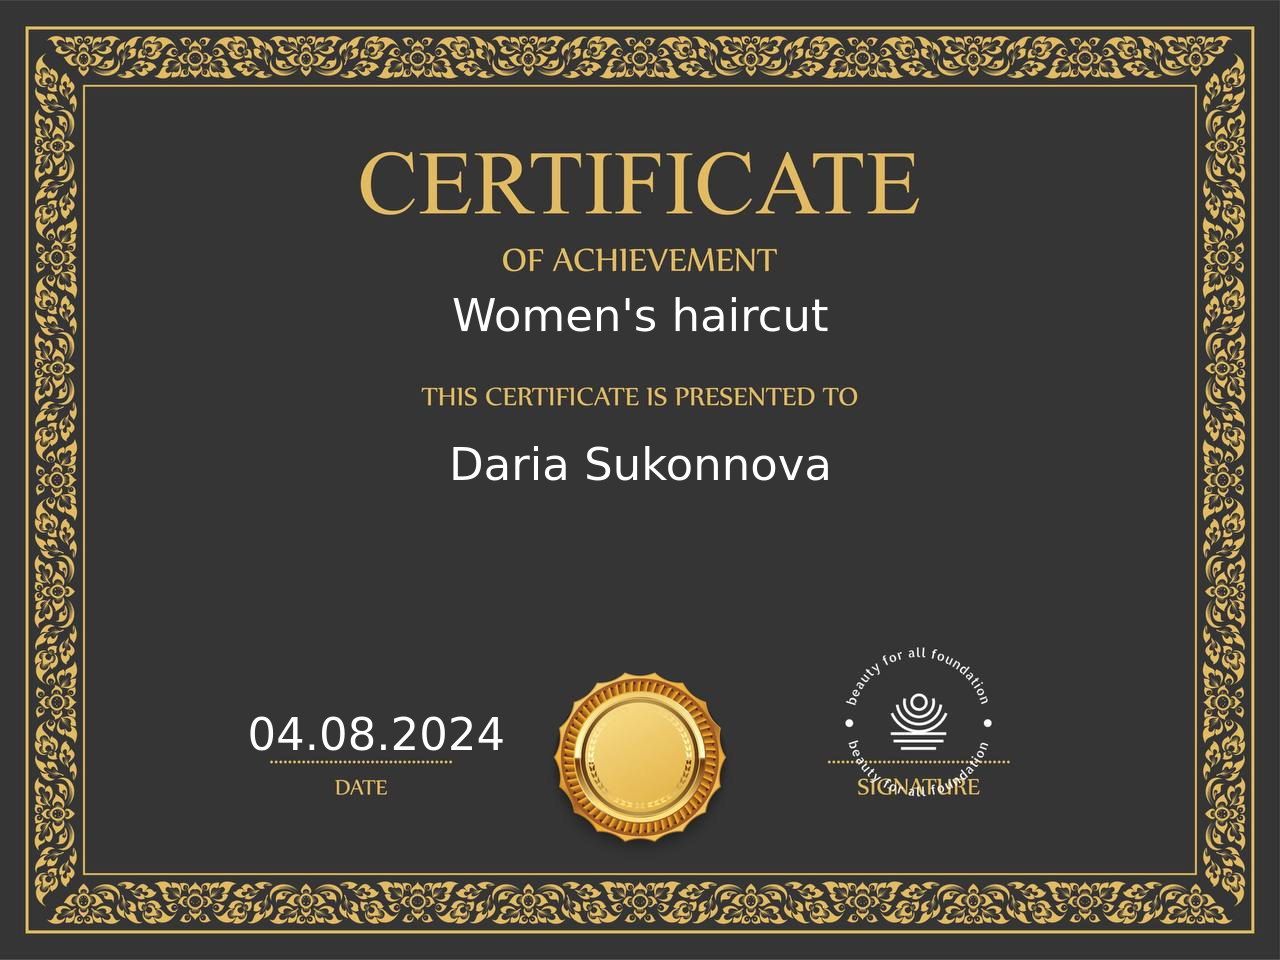 CERTIFICATE
OF ACHIEVEMENT
Women's haircut
THIS CERTIFICATE IS PRESENTED TO
Daria Sukonnova
04.08.2024
DATE
beauty for all foundation
beauty for all foundation
SIGNATURE